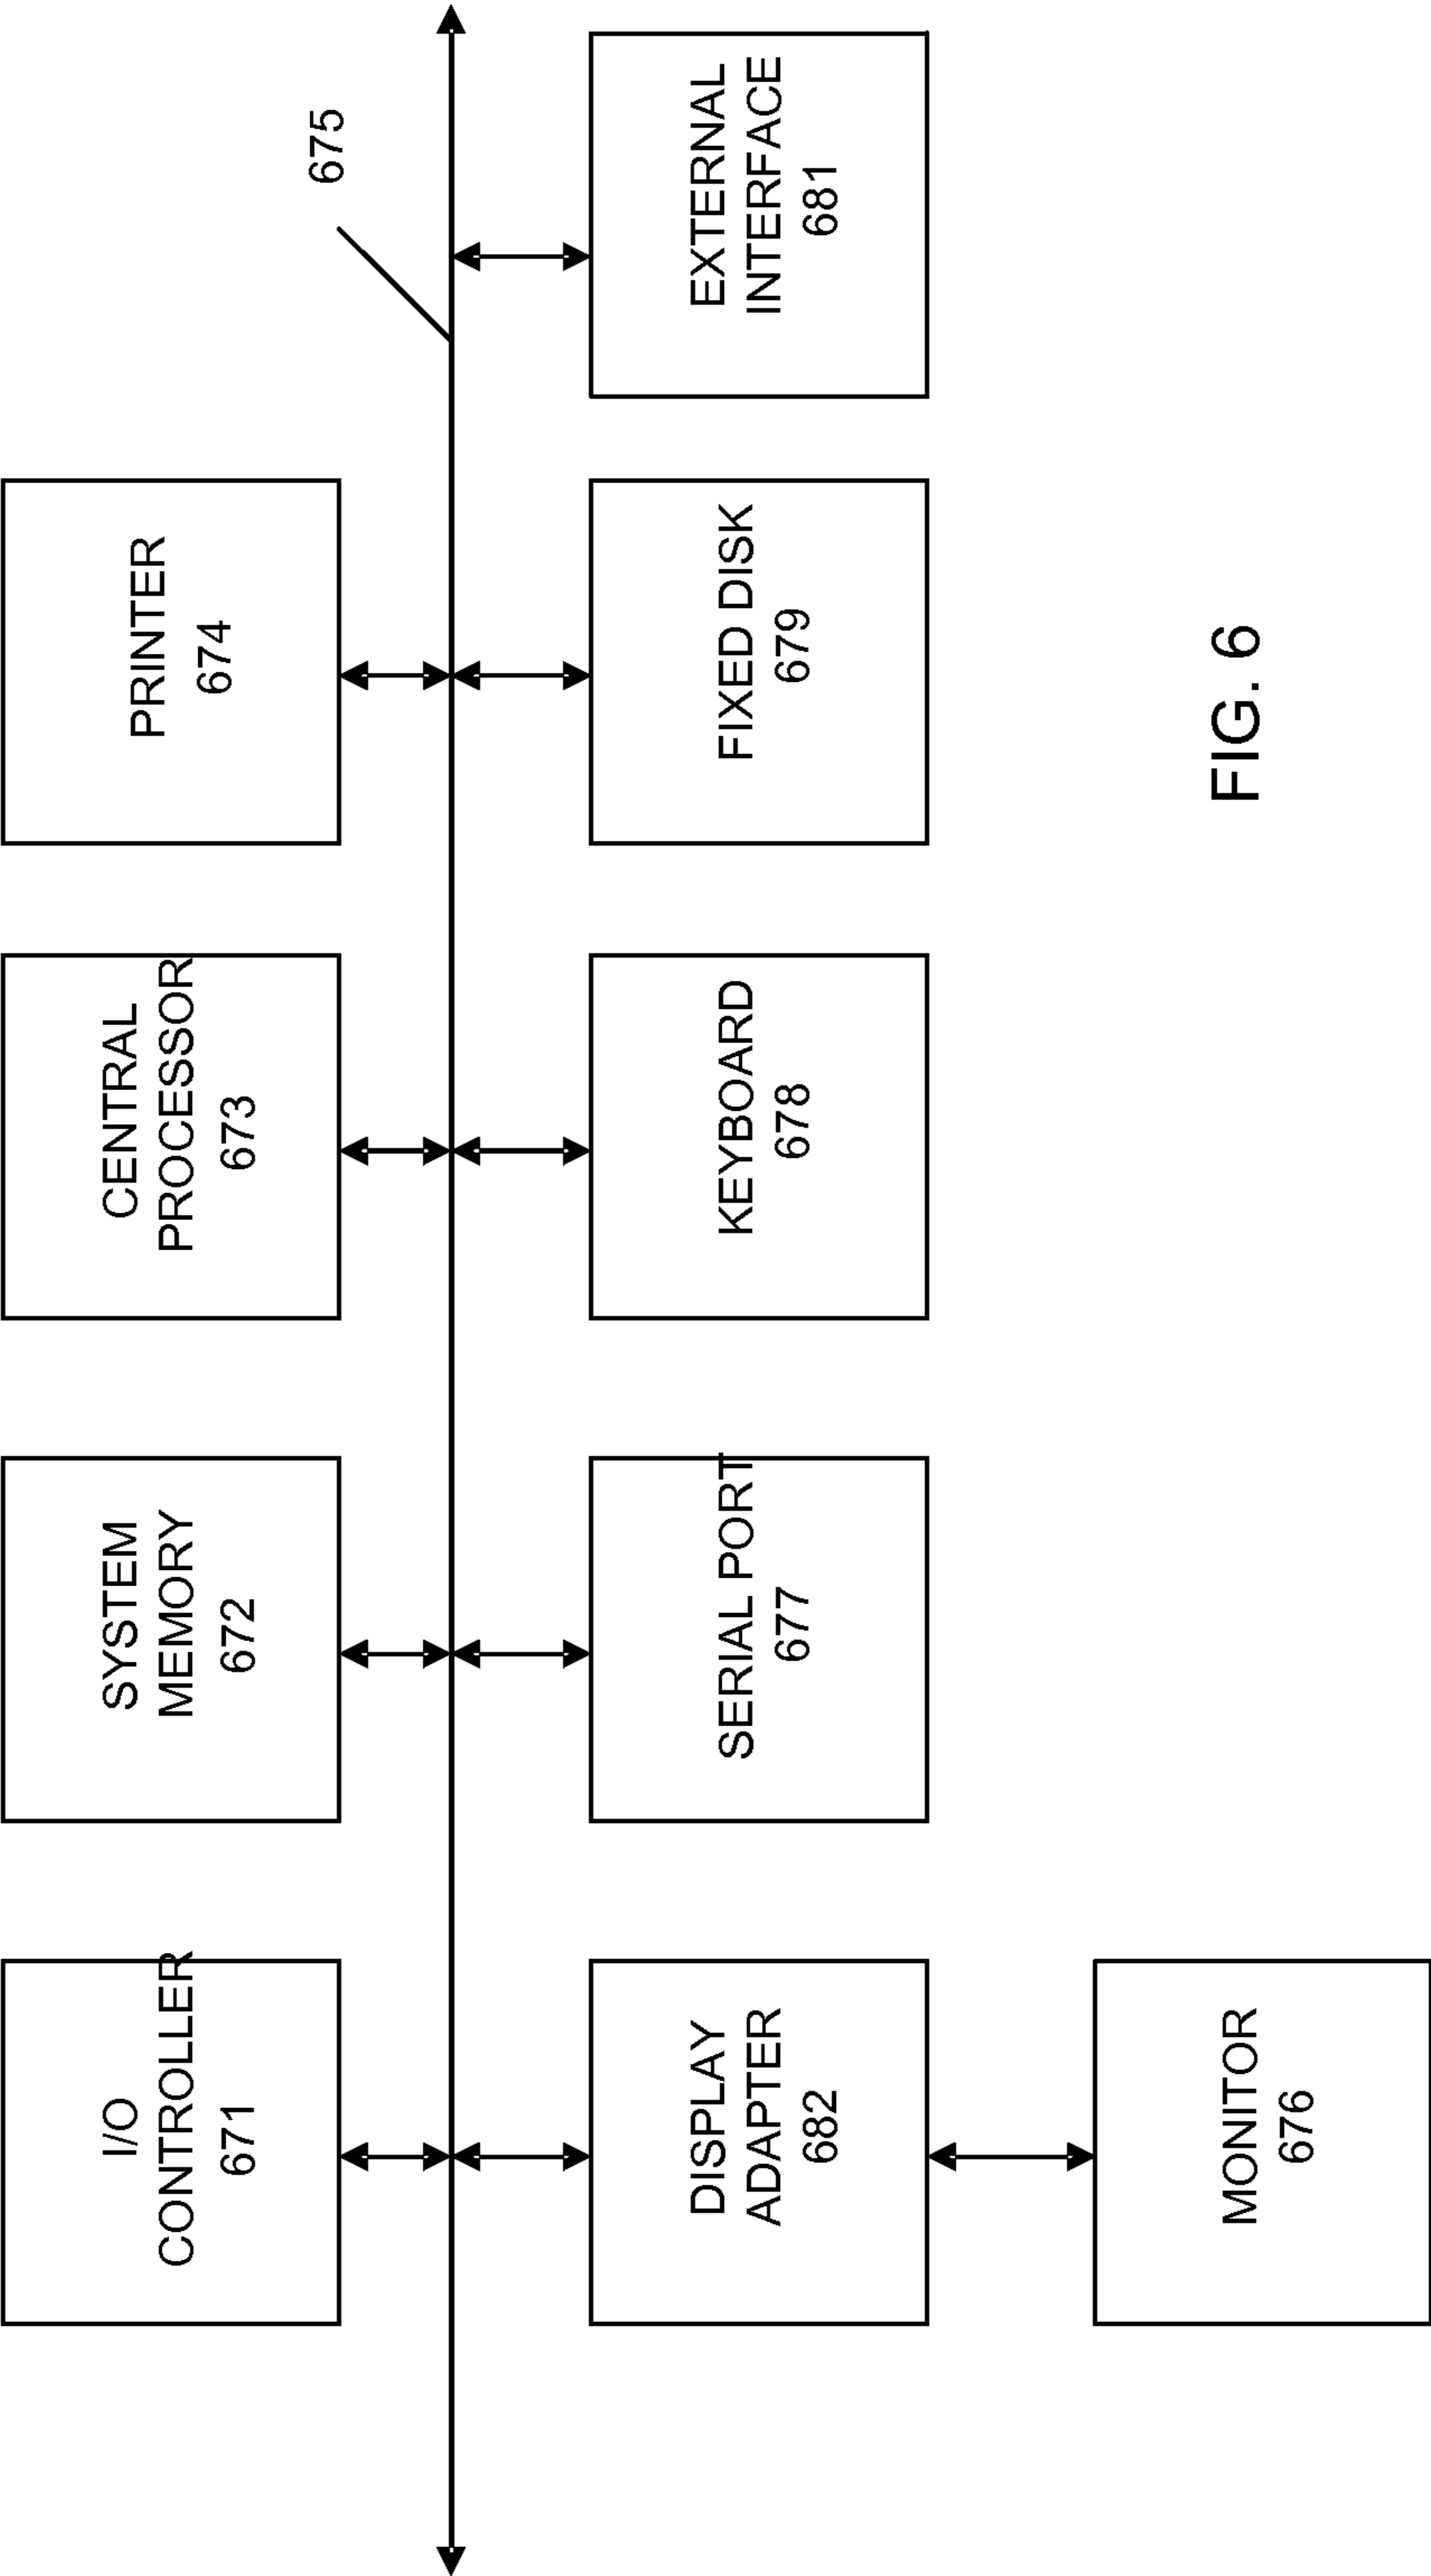 I/O
CONTROLLER
671
SYSTEM
MEMORY
672
CENTRAL
PROCESSOR
673
PRINTER
674
675
DISPLAY
ADAPTER
682
SERIAL PORT
677
KEYBOARD
678
FIXED DISK
679
EXTERNAL
INTERFACE
681
MONITOR
676
FIG. 6